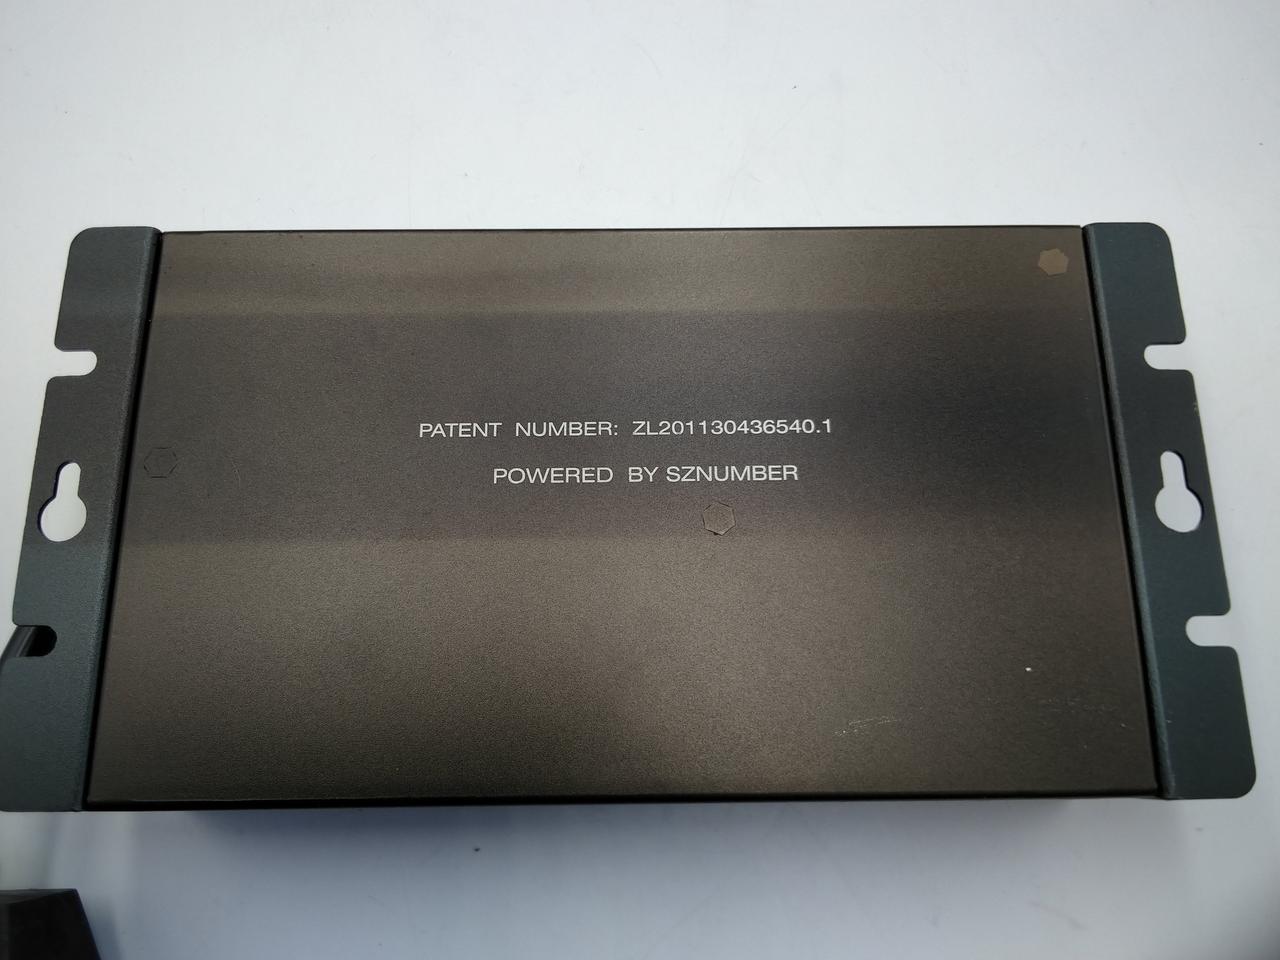 PATENT NUMBER: ZL201130436540.1
POWERED BY SZNUMBER